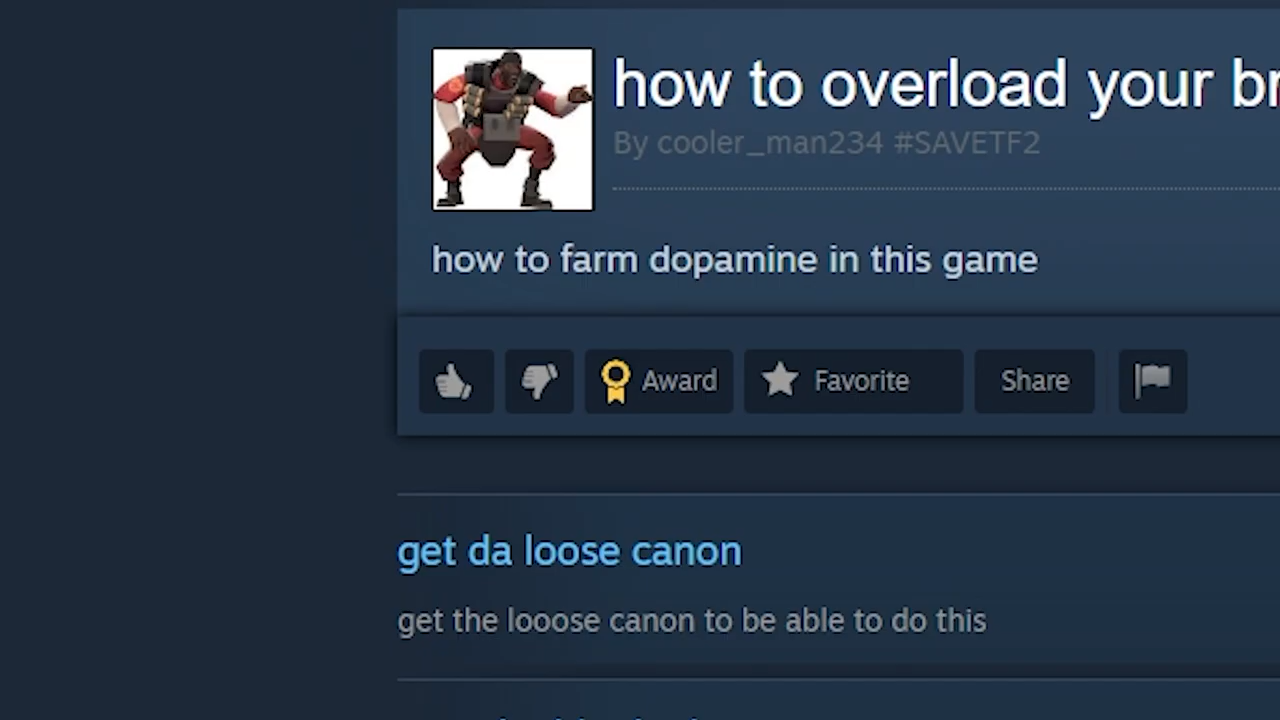 how to overload your
By cooler_man234 #SAVETF2
how to farm dopamine in this game
Award
Favorite
Share
get da loose canon
get the looose canon to be able to do this